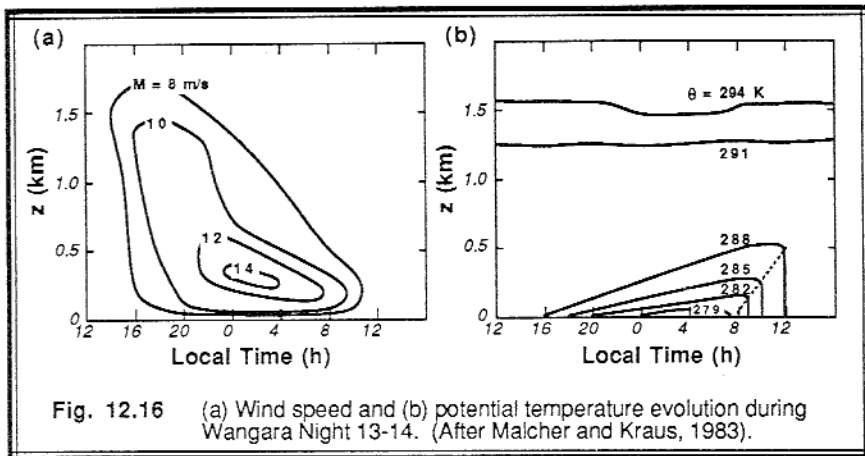 (a)
M = 8 m/s
10
12
14
z (km)
1.5
1.0
0.5
0
12 16 20 0 4 8 12
Local Time (h)
(b)
θ = 294 K
291
288
285
282
279
z (km)
1.5
1.0
0.5
0
12 16 20 0 4 8 12
Local Time (h)
Fig. 12.16 (a) Wind speed and (b) potential temperature evolution during
Wangara Night 13-14. (After Malcher and Kraus, 1983).